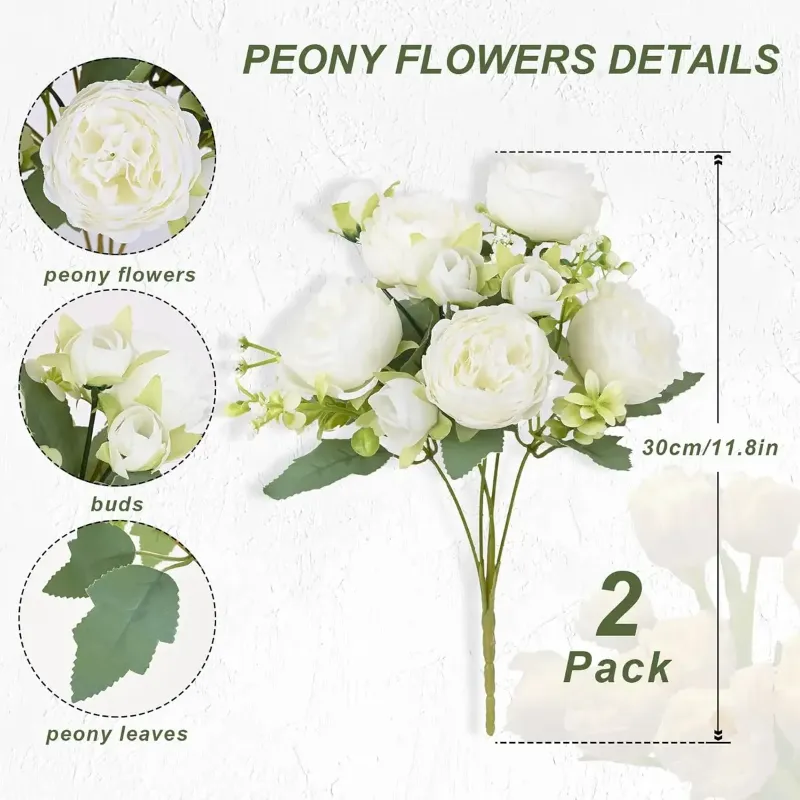 PEONY FLOWERS DETAILS
peony flowers
buds
30cm/11.8in
2
Pack
peony leaves